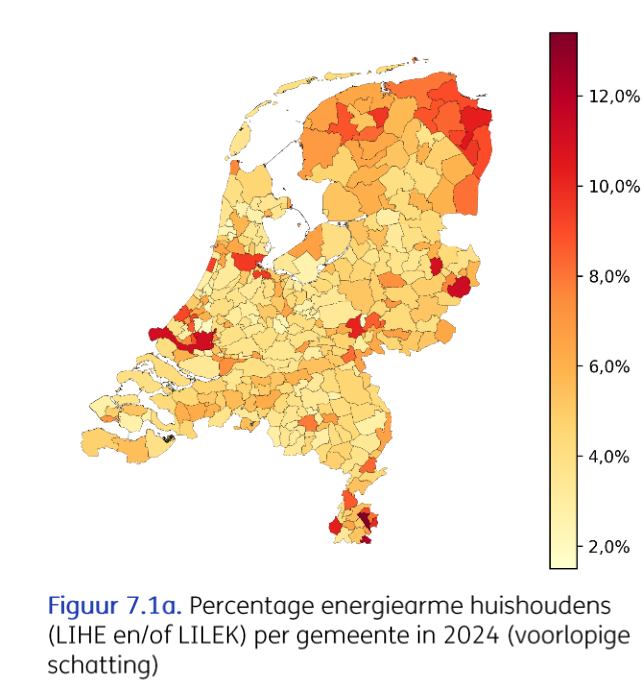 12,0%
10,0%
8,0%
6,0%
4,0%
2,0%
Figuur 7.1a. Percentage energiearme huishoudens
(LIHE en/of LILEK) per gemeente in 2024 (voorlopige
schatting)